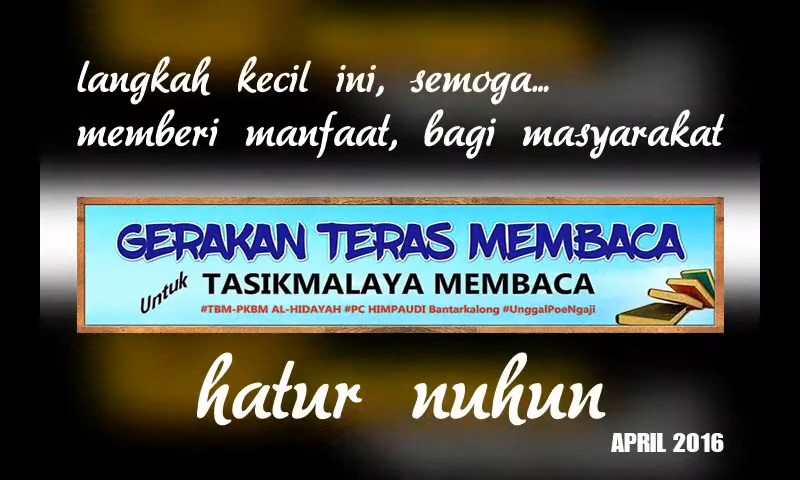 langkah kecil ini, semoga...
memberi manfaat, bagi masyarakat
GERAKAN TERAS MEMBACA
Untuk TASIKMALAYA MEMBACA
#TBM-PKBM AL-HIDAYAH #PC HIMPAUDI Bantarkalong #UnggalPoeNgaji
hatur nuhun
APRIL 2016